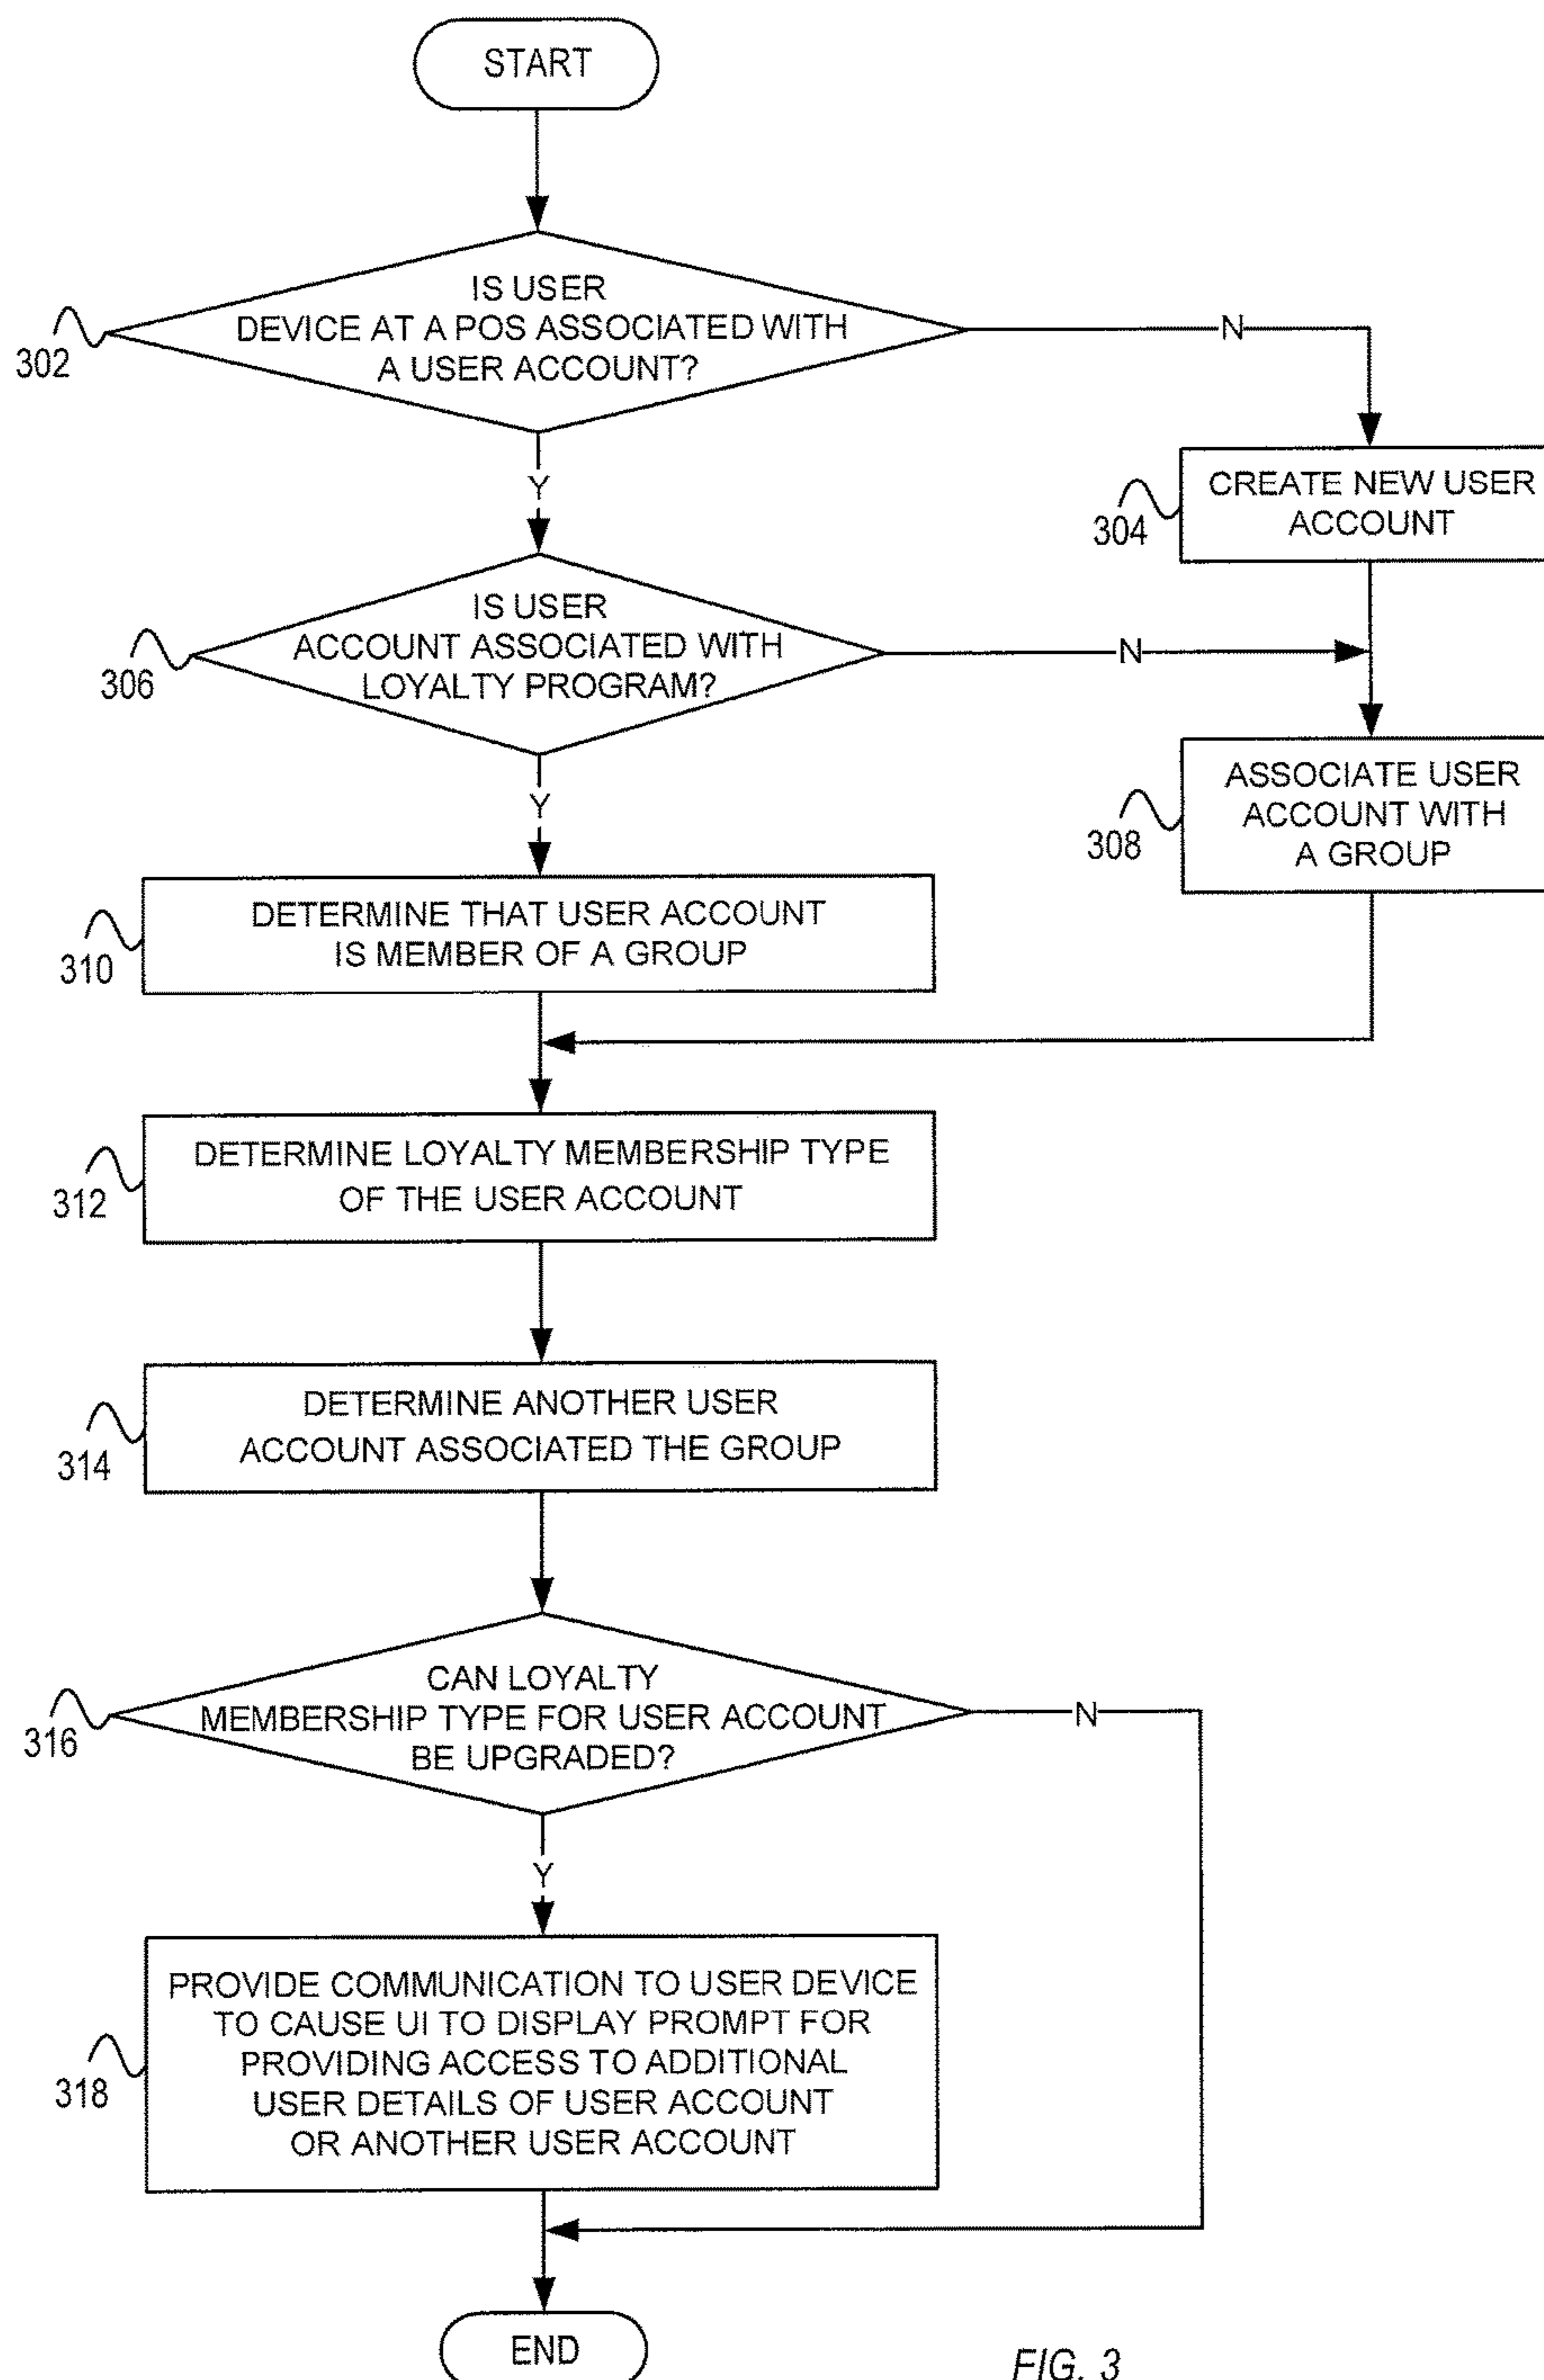 START
IS USER
DEVICE AT A POS ASSOCIATED WITH
A USER ACCOUNT?
302
N
CREATE NEW USER
ACCOUNT
304
Y
IS USER
ACCOUNT ASSOCIATED WITH
LOYALTY PROGRAM?
306
N
ASSOCIATE USER
ACCOUNT WITH
A GROUP
308
Y
DETERMINE THAT USER ACCOUNT
IS MEMBER OF A GROUP
310
DETERMINE LOYALTY MEMBERSHIP TYPE
OF THE USER ACCOUNT
312
DETERMINE ANOTHER USER
ACCOUNT ASSOCIATED THE GROUP
314
CAN LOYALTY
MEMBERSHIP TYPE FOR USER ACCOUNT
BE UPGRADED?
316
N
Y
PROVIDE COMMUNICATION TO USER DEVICE
TO CAUSE UI TO DISPLAY PROMPT FOR
PROVIDING ACCESS TO ADDITIONAL
USER DETAILS OF USER ACCOUNT
OR ANOTHER USER ACCOUNT
318
END
FIG. 3